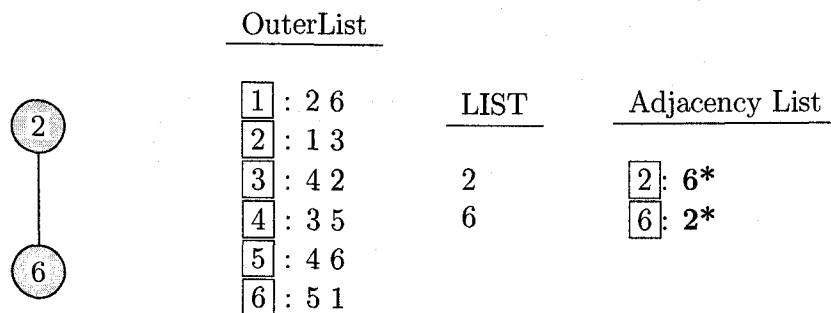 OuterList
1 : 2 6
2 : 1 3
3 : 4 2
4 : 3 5
5 : 4 6
6 : 5 1
LIST
2
6
Adjacency List
2: 6*
6: 2*
2
6